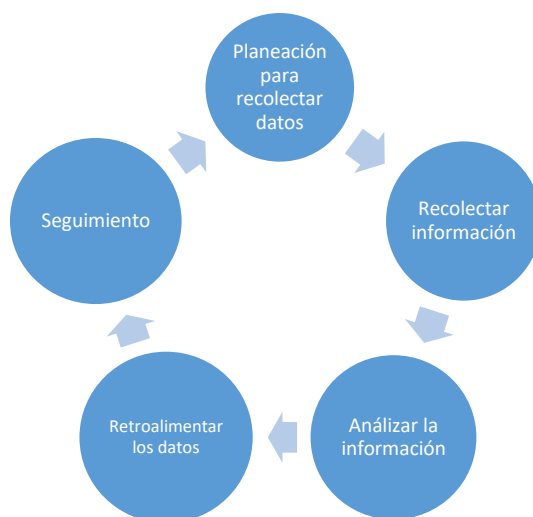 Planeación
para
recolectar
datos
Recolectar
información
Análizar la
información
Retroalimentar
los datos
Seguimiento